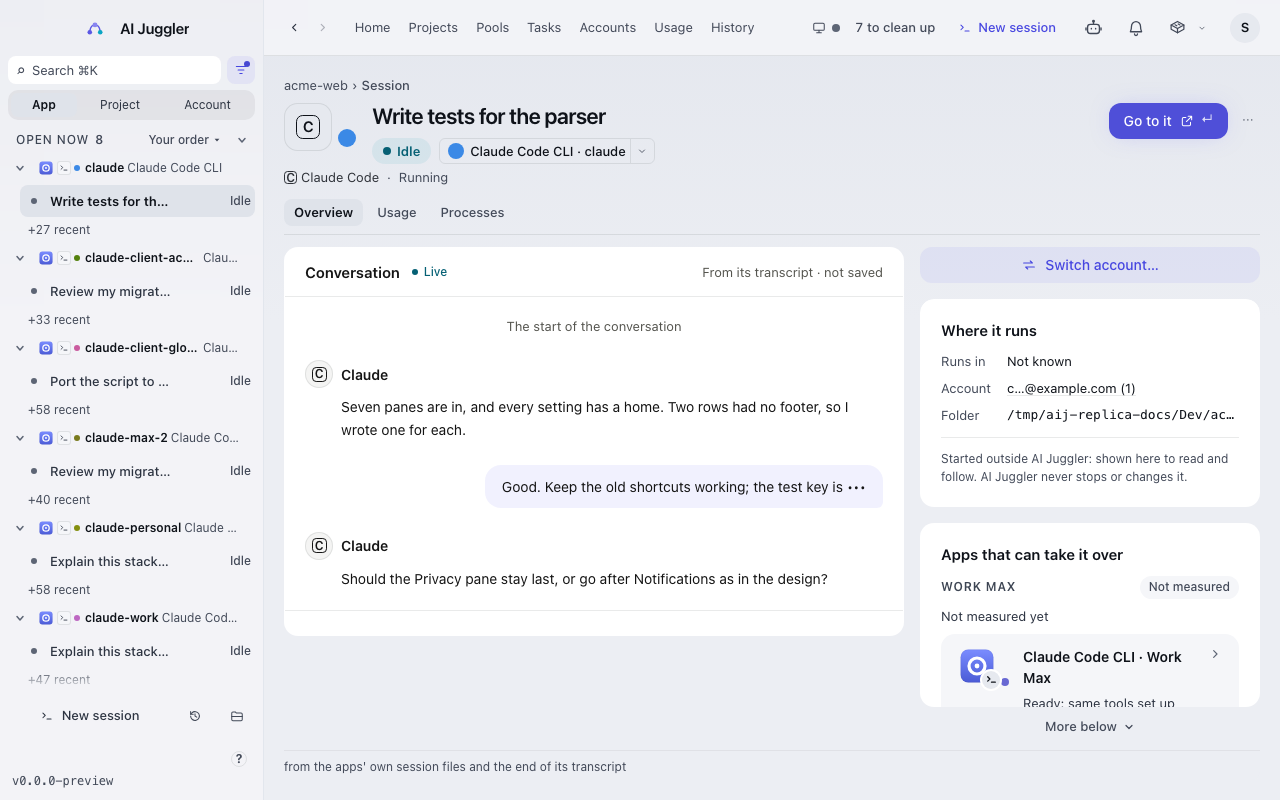 AI Juggler
Search ⌘K
App Project Account
OPEN NOW 8 Your order
claude Claude Code CLI
Write tests for th... Idle
+27 recent
claude-client-ac... Clau...
Review my migrat... Idle
+33 recent
claude-client-glo... Clau...
Port the script to ... Idle
+58 recent
claude-max-2 Claude Co...
Review my migrat... Idle
+40 recent
claude-personal Claude ...
Explain this stack... Idle
+58 recent
claude-work Claude Cod...
Explain this stack... Idle
+47 recent
New session
?
v0.0.0-preview
Home Projects Pools Tasks Accounts Usage History
7 to clean up
New session
S
acme-web › Session
C
Write tests for the parser
Idle
Claude Code CLI · claude
Go to it
C Claude Code · Running
Overview Usage Processes
Conversation Live From its transcript · not saved
The start of the conversation
C Claude
Seven panes are in, and every setting has a home. Two rows had no footer, so I
wrote one for each.
Good. Keep the old shortcuts working; the test key is •••
C Claude
Should the Privacy pane stay last, or go after Notifications as in the design?
Switch account...
Where it runs
Runs in Not known
Account c...@example.com (1)
Folder /tmp/aij-replica-docs/Dev/ac...
Started outside AI Juggler: shown here to read and
follow. AI Juggler never stops or changes it.
Apps that can take it over
WORK MAX Not measured
Not measured yet
Claude Code CLI · Work
Max
Ready: same tools set up
More below
from the apps' own session files and the end of its transcript